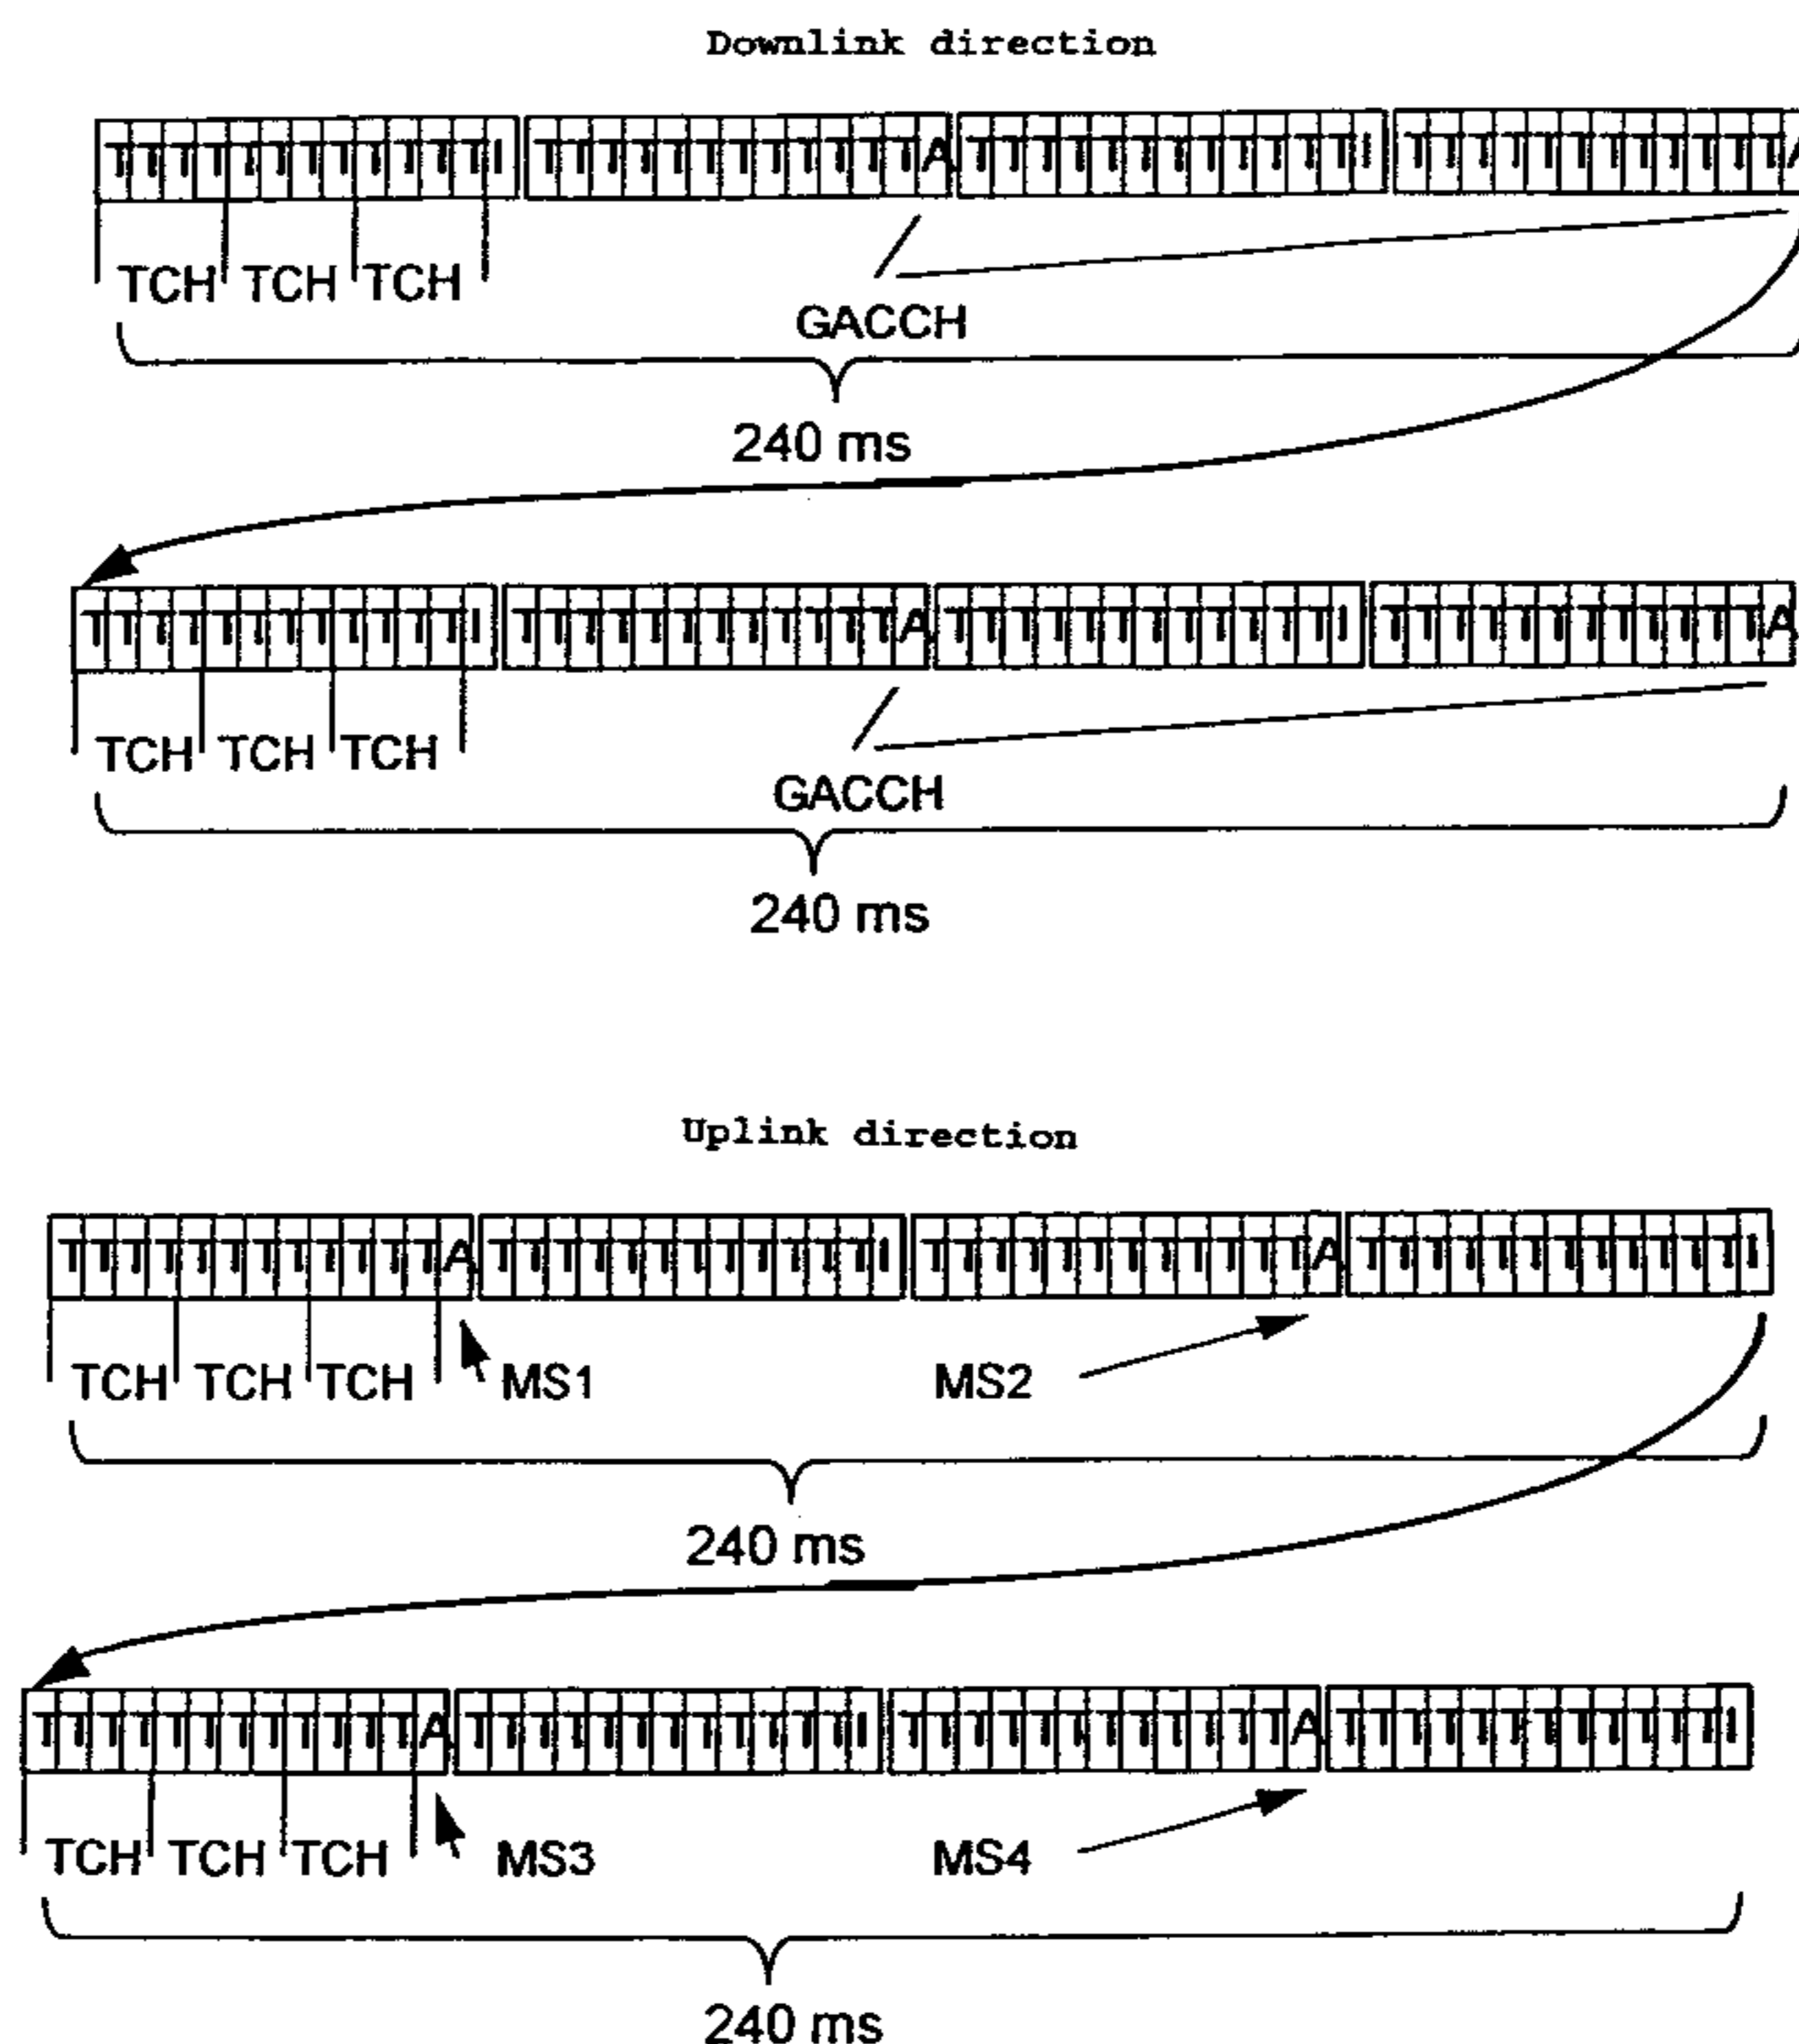 Downlink direction
T T T T T T T T T T T T I T T T T T T T T T T T T A T T T T T T T T T T T T I T T T T T T T T T T T T A
TCH TCH TCH
GACCH
240 ms
T T T T T T T T T T T T I T T T T T T T T T T T T A T T T T T T T T T T T T I T T T T T T T T T T T T A
TCH TCH TCH
GACCH
240 ms
Uplink direction
T T T T T T T T T T T T A T T T T T T T T T T T T I T T T T T T T T T T T T A T T T T T T T T T T T T I
TCH TCH TCH MS1 MS2
240 ms
T T T T T T T T T T T T A T T T T T T T T T T T T I T T T T T T T T T T T T A T T T T T T T T T T T T I
TCH TCH TCH MS3 MS4
240 ms